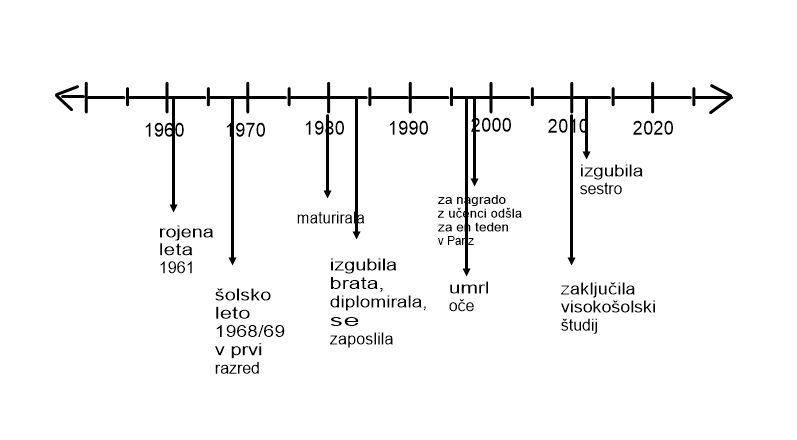 1960 1970 1980 1990 2000 2010 2020
rojena
leta
1961
šolsko
leto
1968/69
v prvi
razred
maturirala
izgubila
brata,
diplomirala,
se
zaposlila
za nagrado
z učenci odšla
za en teden
v Pariz
umrl
oče
zaključila
visokošolski
študij
izgubila
sestro